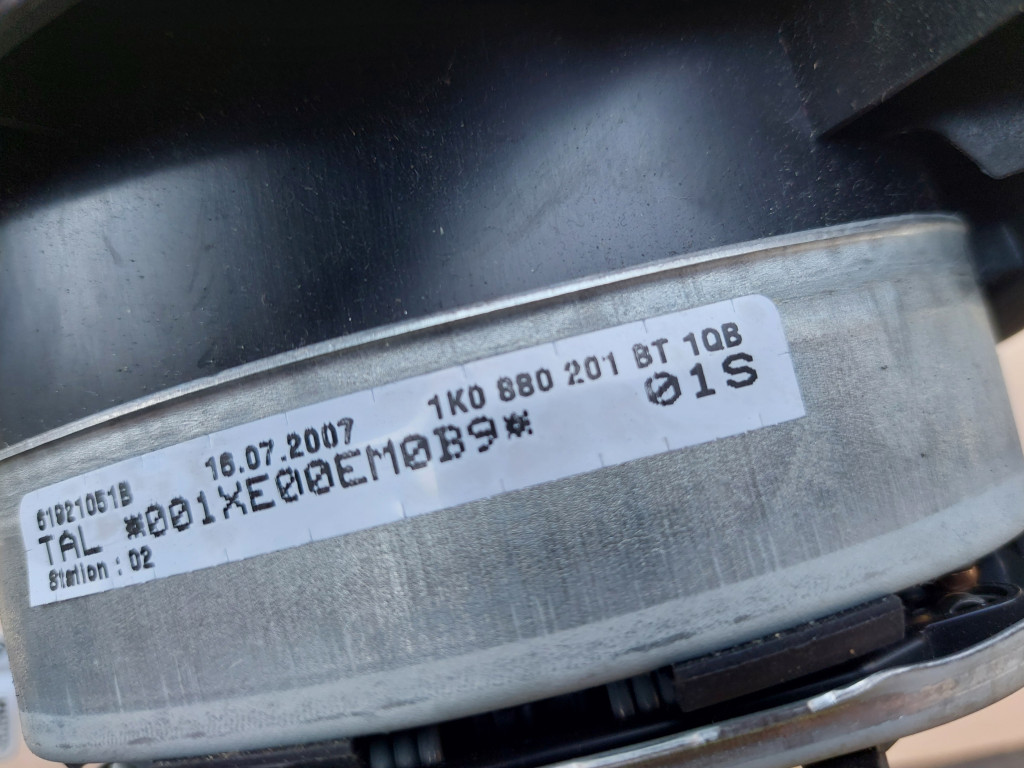 61921051B 16.07.2007 1K0 880 201 BT 1QB
TAL *001XE00EM0B9* 01S
Station : 02